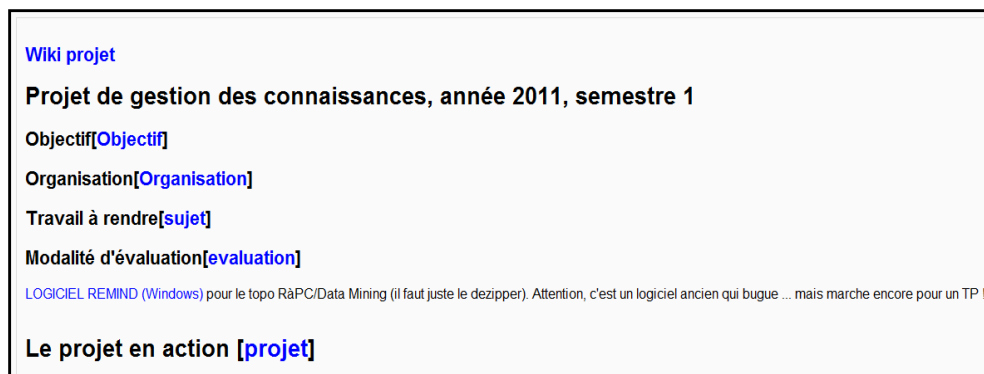 Wiki projet
Projet de gestion des connaissances, année 2011, semestre 1
Objectif[Objectif]
Organisation[Organisation]
Travail à rendre[sujet]
Modalité d'évaluation[evaluation]
LOGICIEL REMIND (Windows) pour le topo RàPC/Data Mining (il faut juste le dezipper). Attention, c'est un logiciel ancien qui bugue ... mais marche encore pour un TP !
Le projet en action [projet]